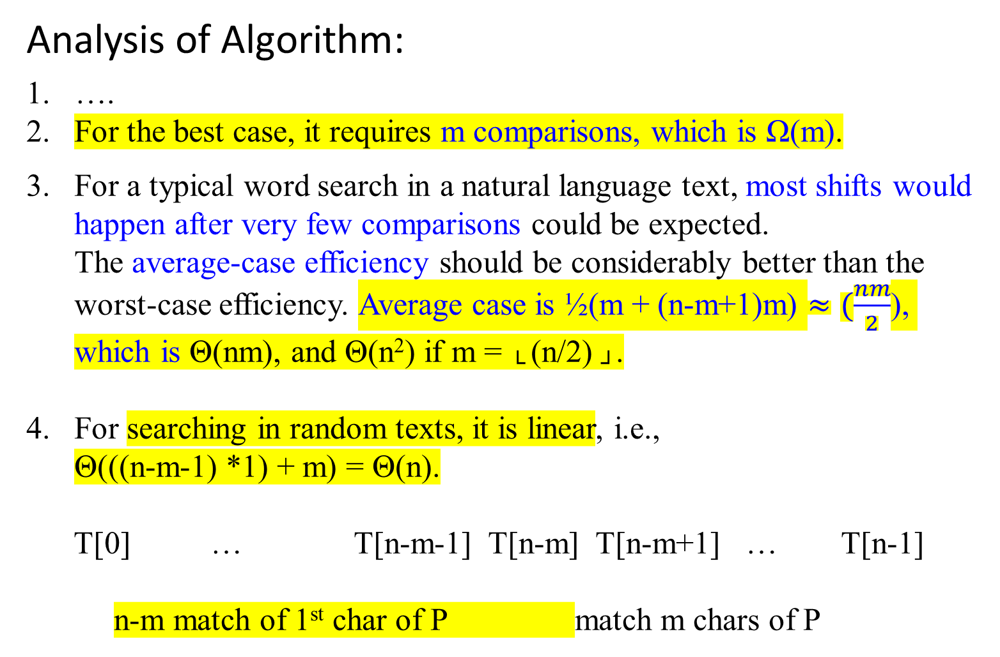 Analysis of Algorithm:
1. ….
2. For the best case, it requires m comparisons, which is Ω(m).
3. For a typical word search in a natural language text, most shifts would
happen after very few comparisons could be expected.
The average-case efficiency should be considerably better than the
worst-case efficiency. Average case is ½(m + (n-m+1)m) ≈ (nm/2),
which is Θ(nm), and Θ(n²) if m = ⌞(n/2)⌟.
4. For searching in random texts, it is linear, i.e.,
Θ(((n-m-1) *1) + m) = Θ(n).
T[0] … T[n-m-1] T[n-m] T[n-m+1] … T[n-1]
n-m match of 1st char of P match m chars of P